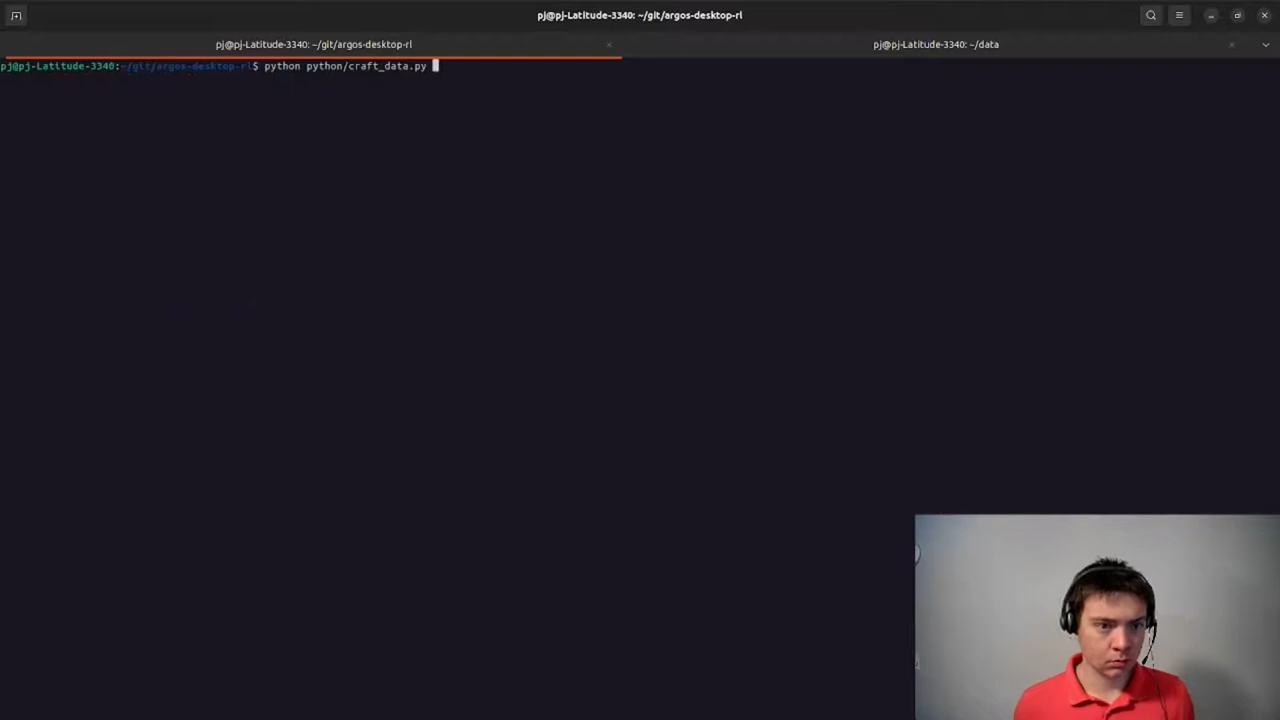 pj@pj-Latitude-3340: ~/git/argos-desktop-rl
pj@pj-Latitude-3340: ~/git/argos-desktop-rl
pj@pj-Latitude-3340: ~/data
pj@pj-Latitude-3340:~/git/argos-desktop-rl$ python python/craft_data.py